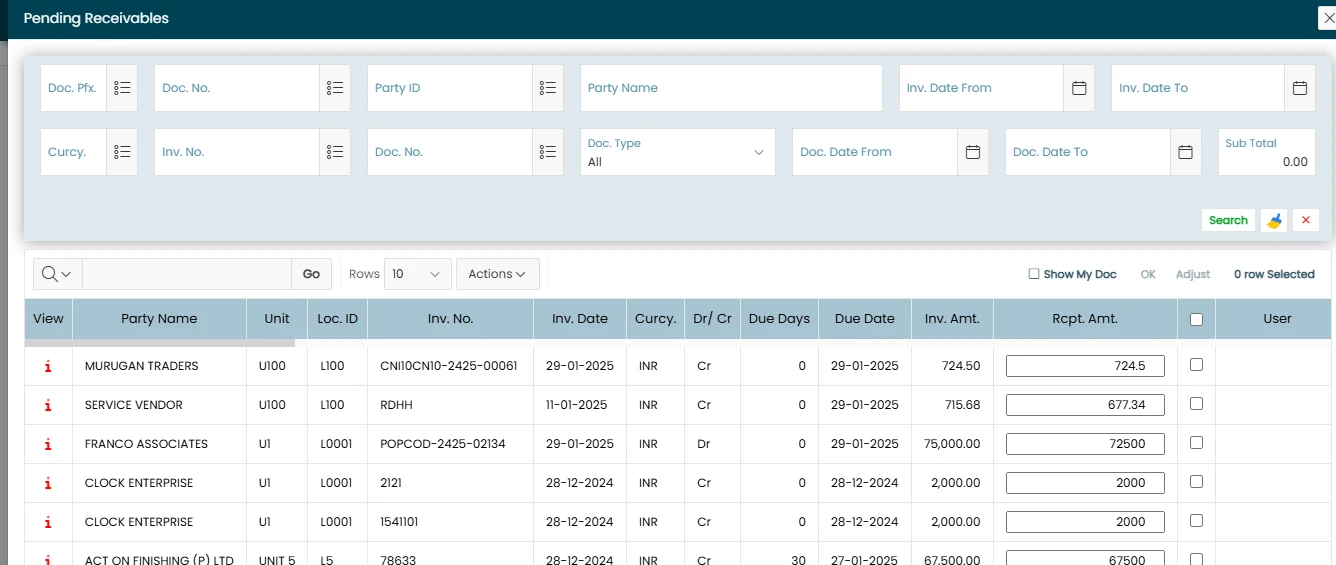 Pending Receivables
Doc. Pfx. Doc. No. Party ID Party Name Inv. Date From Inv. Date To
Curcy. Inv. No. Doc. No. Doc. Type All Doc. Date From Doc. Date To Sub Total 0.00
Search
Go Rows 10 Actions Show My Doc OK Adjust 0 row Selected
View Party Name Unit Loc. ID Inv. No. Inv. Date Curcy. Dr/ Cr Due Days Due Date Inv. Amt. Rcpt. Amt. User
MURUGAN TRADERS U100 L100 CNI10CN10-2425-00061 29-01-2025 INR Cr 0 29-01-2025 724.50 724.5
SERVICE VENDOR U100 L100 RDHH 11-01-2025 INR Cr 0 29-01-2025 715.68 677.34
FRANCO ASSOCIATES U1 L0001 POPCOD-2425-02134 29-01-2025 INR Dr 0 29-01-2025 75,000.00 72500
CLOCK ENTERPRISE U1 L0001 2121 28-12-2024 INR Cr 0 28-12-2024 2,000.00 2000
CLOCK ENTERPRISE U1 L0001 1541101 28-12-2024 INR Cr 0 28-12-2024 2,000.00 2000
ACT ON FINISHING (P) LTD UNIT 5 L5 78633 28-12-2024 INR Cr 30 27-01-2025 67,500.00 67500